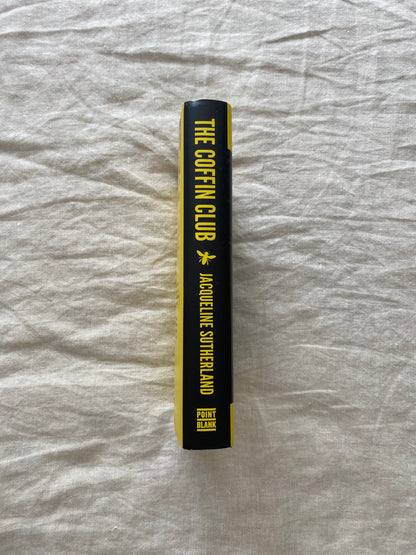 THE COFFIN CLUB
JACQUELINE SUTHERLAND
POINT
BLANK